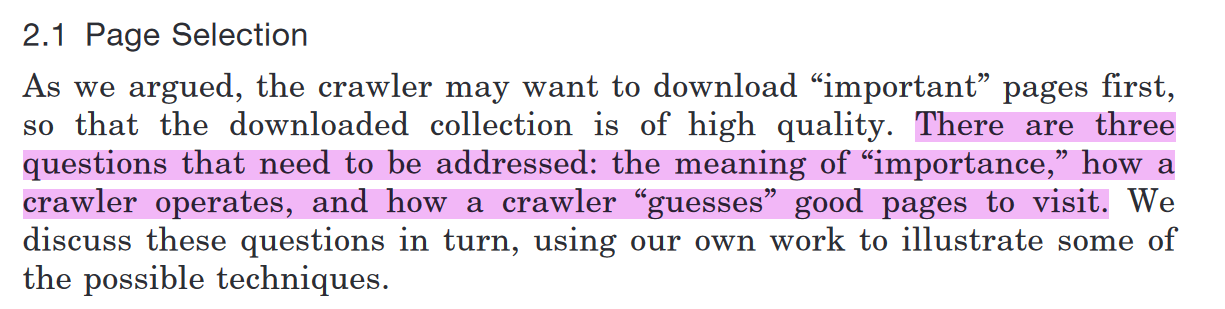 2.1 Page Selection
As we argued, the crawler may want to download “important” pages first,
so that the downloaded collection is of high quality. There are three
questions that need to be addressed: the meaning of “importance,” how a
crawler operates, and how a crawler “guesses” good pages to visit. We
discuss these questions in turn, using our own work to illustrate some of
the possible techniques.